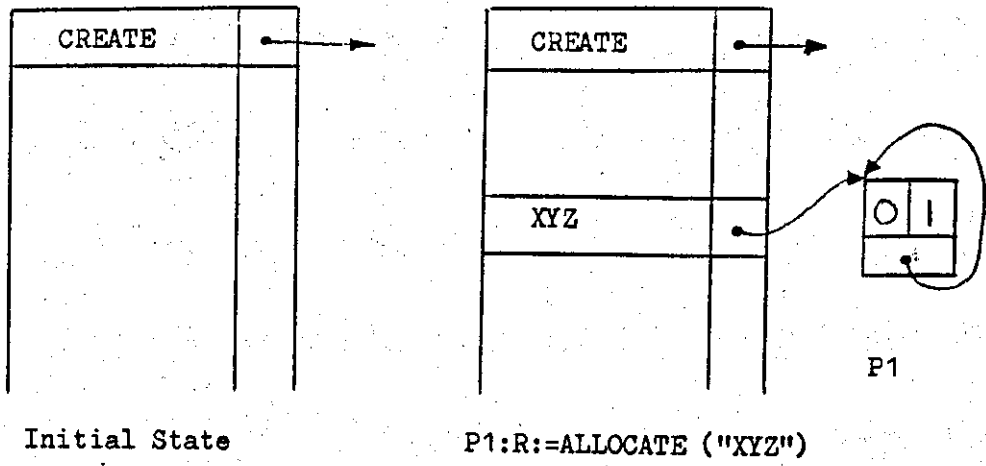 CREATE
CREATE
XYZ
0 1
P1
Initial State
P1:R:=ALLOCATE ("XYZ")